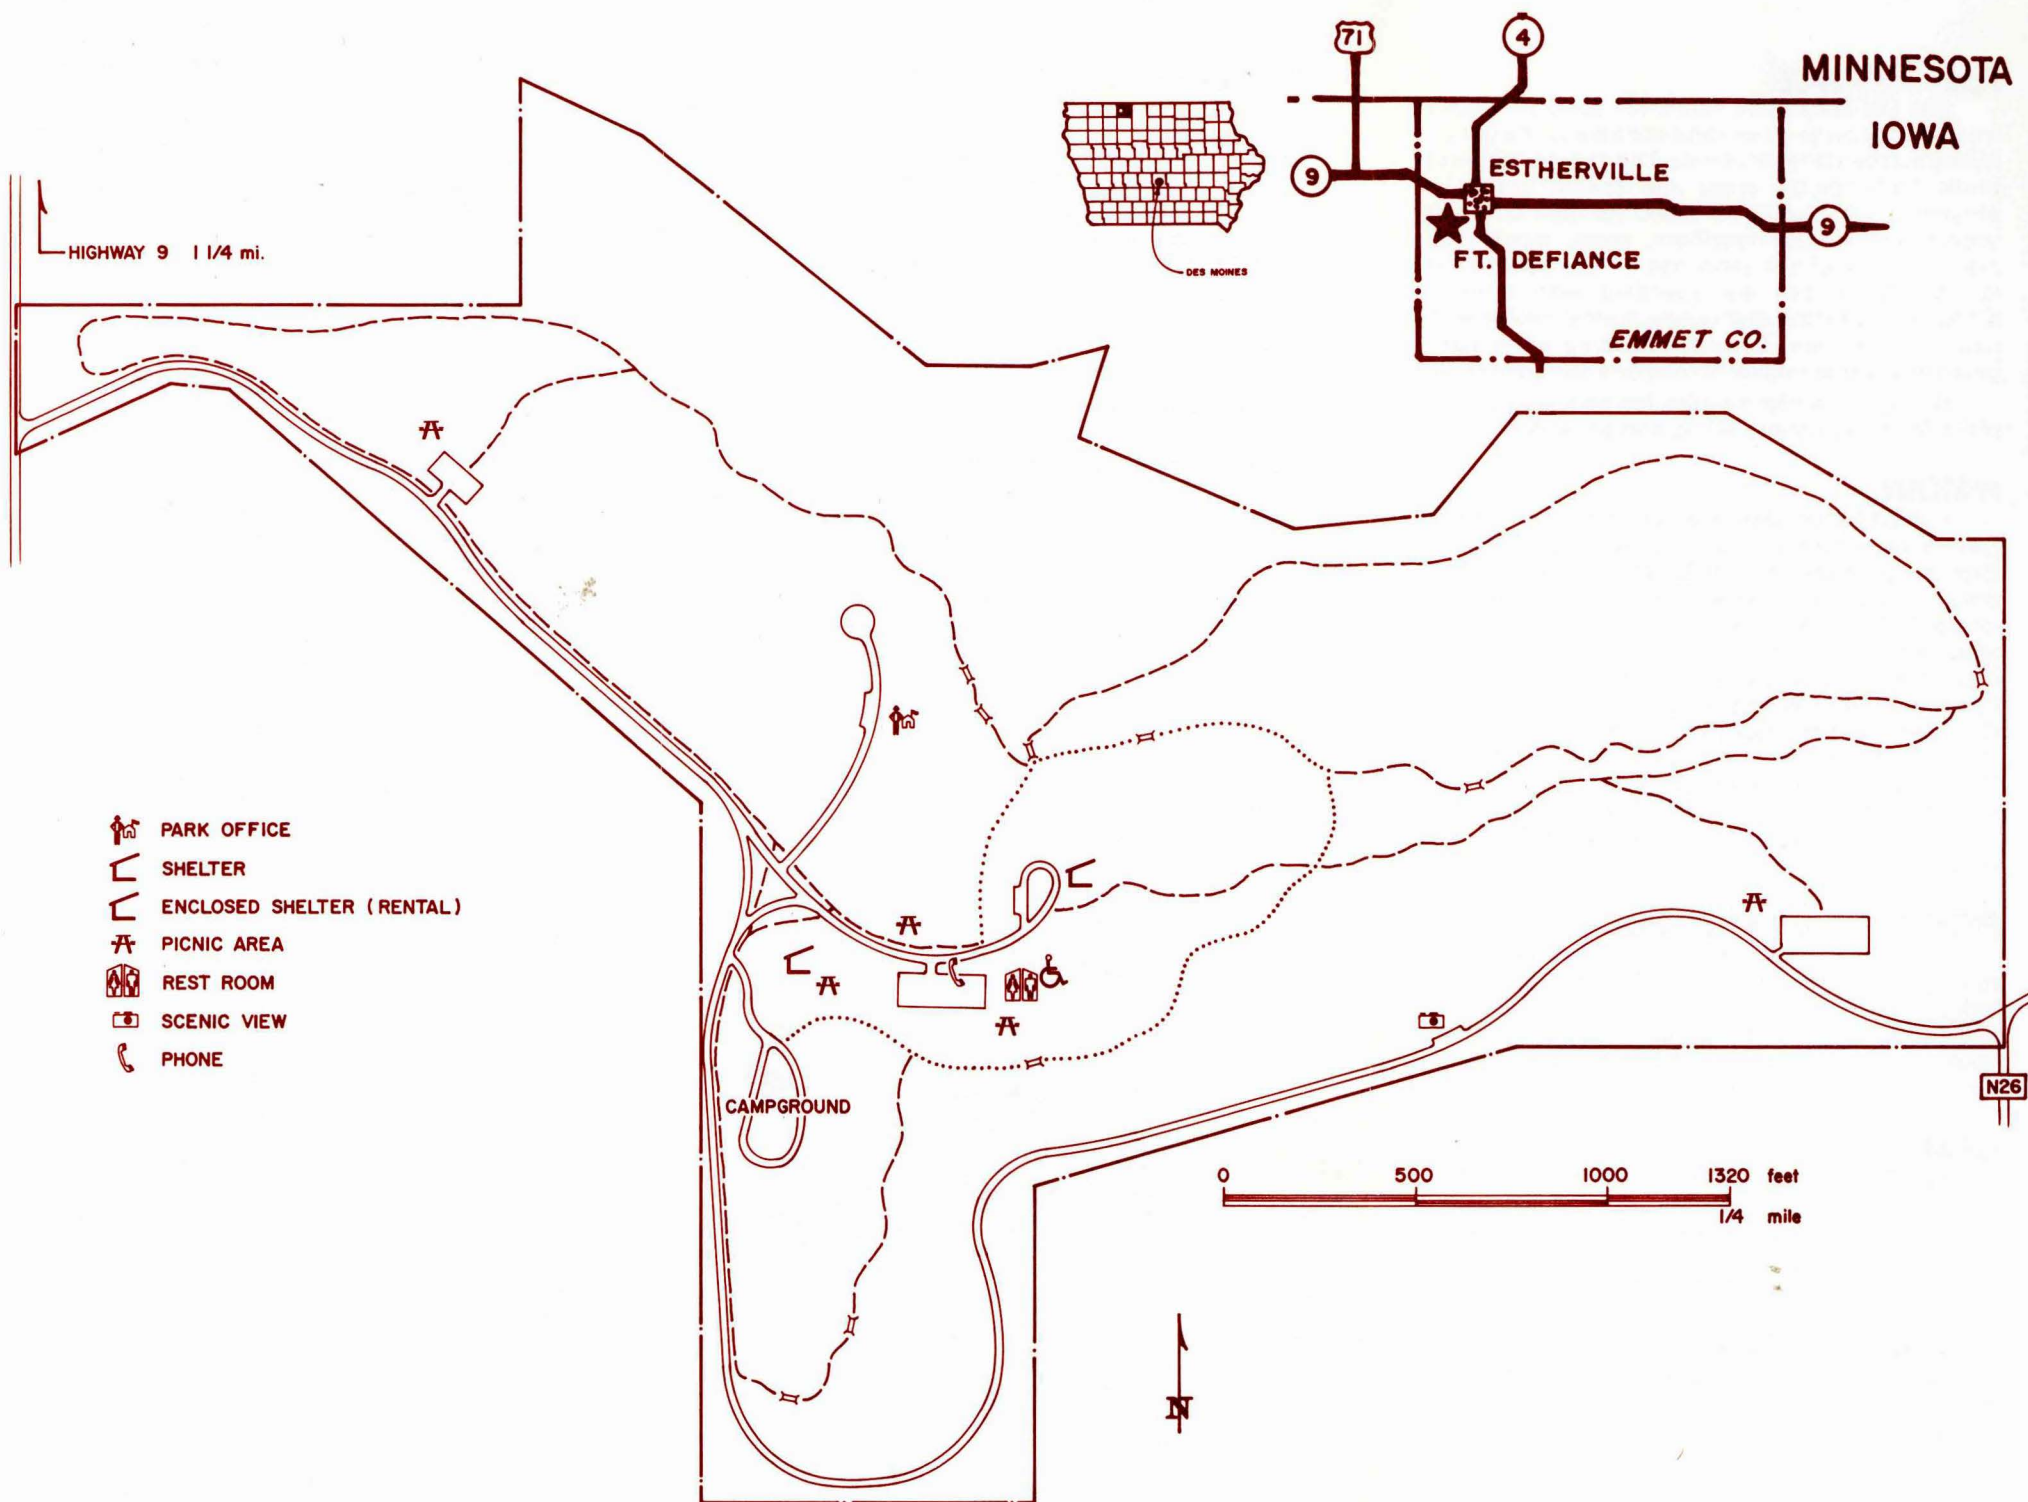 71
4
MINNESOTA
IOWA
9
ESTHERVILLE
9
FT. DEFIANCE
EMMET CO.
DES MOINES
HIGHWAY 9 1 1/4 mi.
PARK OFFICE
SHELTER
ENCLOSED SHELTER (RENTAL)
PICNIC AREA
REST ROOM
SCENIC VIEW
PHONE
CAMPGROUND
N26
0 500 1000 1320 feet
1/4 mile
N